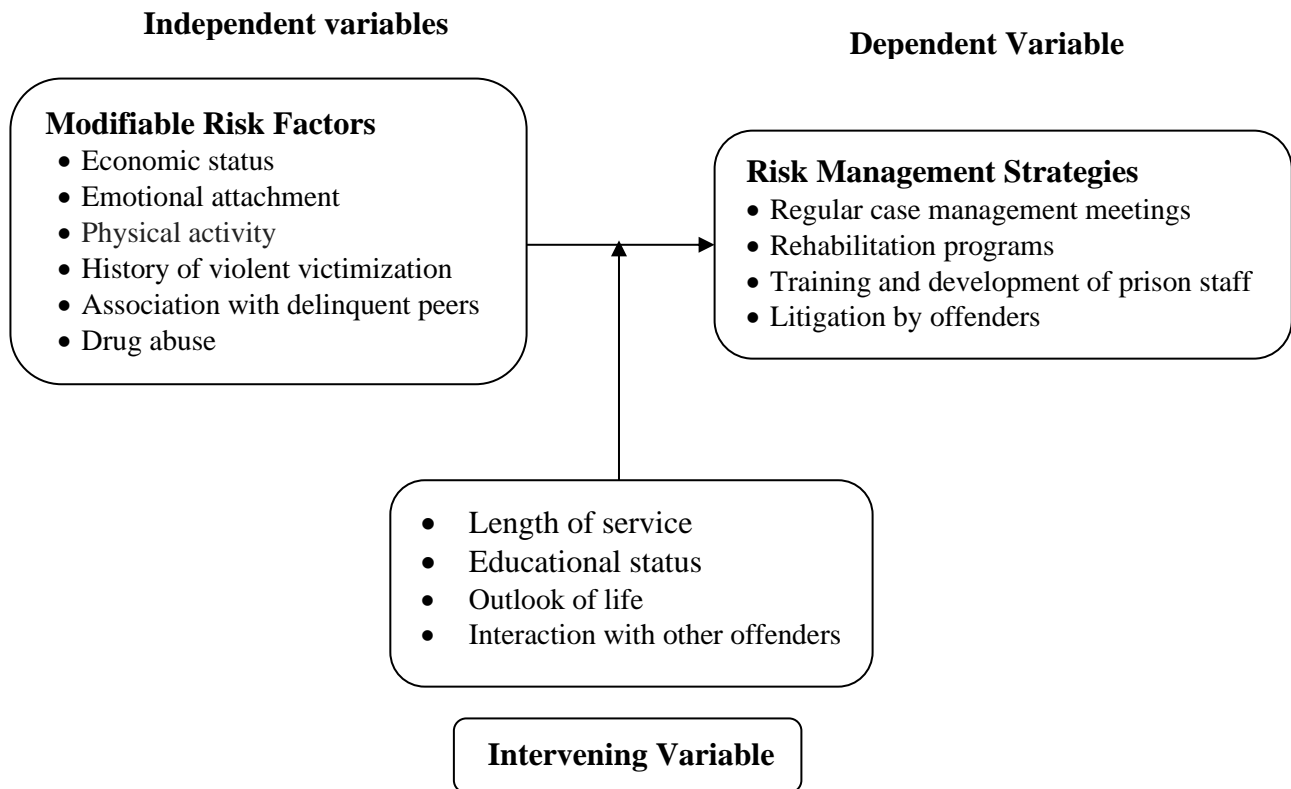 Independent variables
Dependent Variable
Modifiable Risk Factors
• Economic status
• Emotional attachment
• Physical activity
• History of violent victimization
• Association with delinquent peers
• Drug abuse
Risk Management Strategies
• Regular case management meetings
• Rehabilitation programs
• Training and development of prison staff
• Litigation by offenders
• Length of service
• Educational status
• Outlook of life
• Interaction with other offenders
Intervening Variable